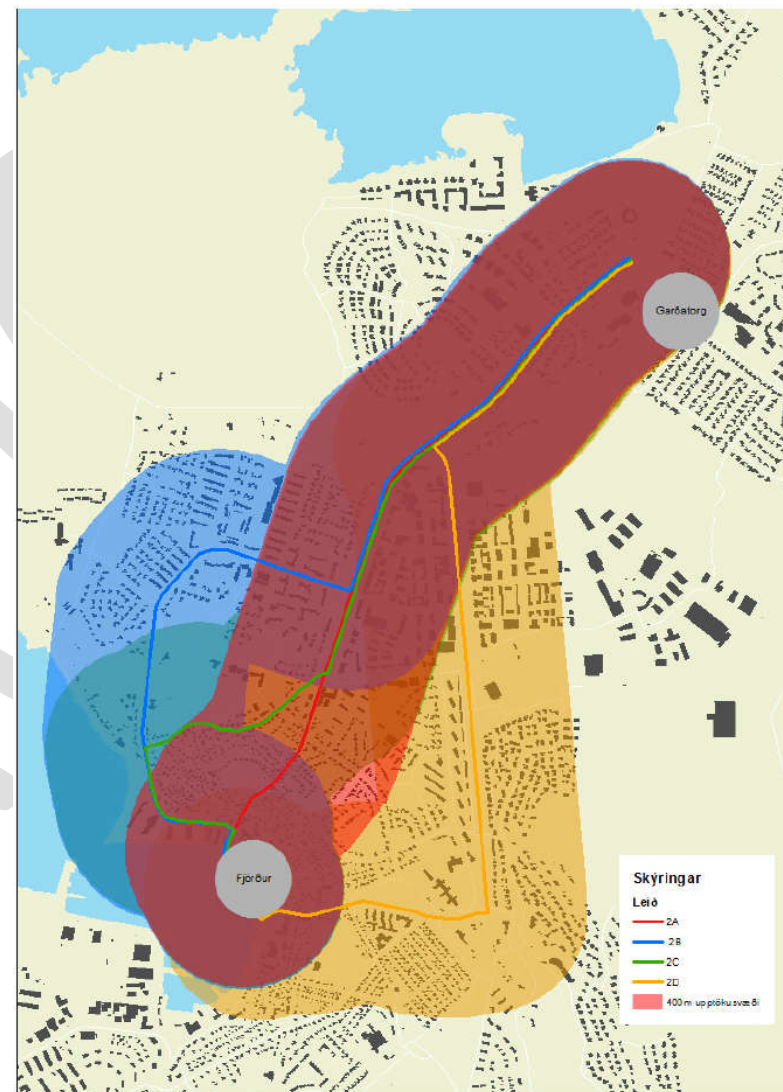 Garðatorg
Fjörður
Skýringar
Leið
2A
2B
2C
2D
400 m upptökusvæði